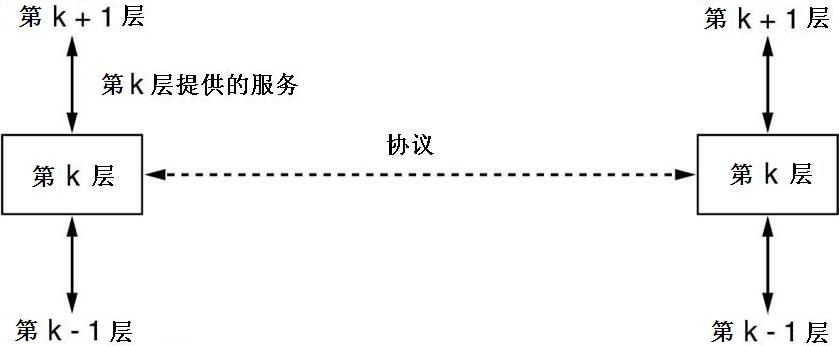 第 k + 1 层
第 k + 1 层
第 k 层提供的服务
协议
第 k 层
第 k 层
第 k - 1 层
第 k - 1 层